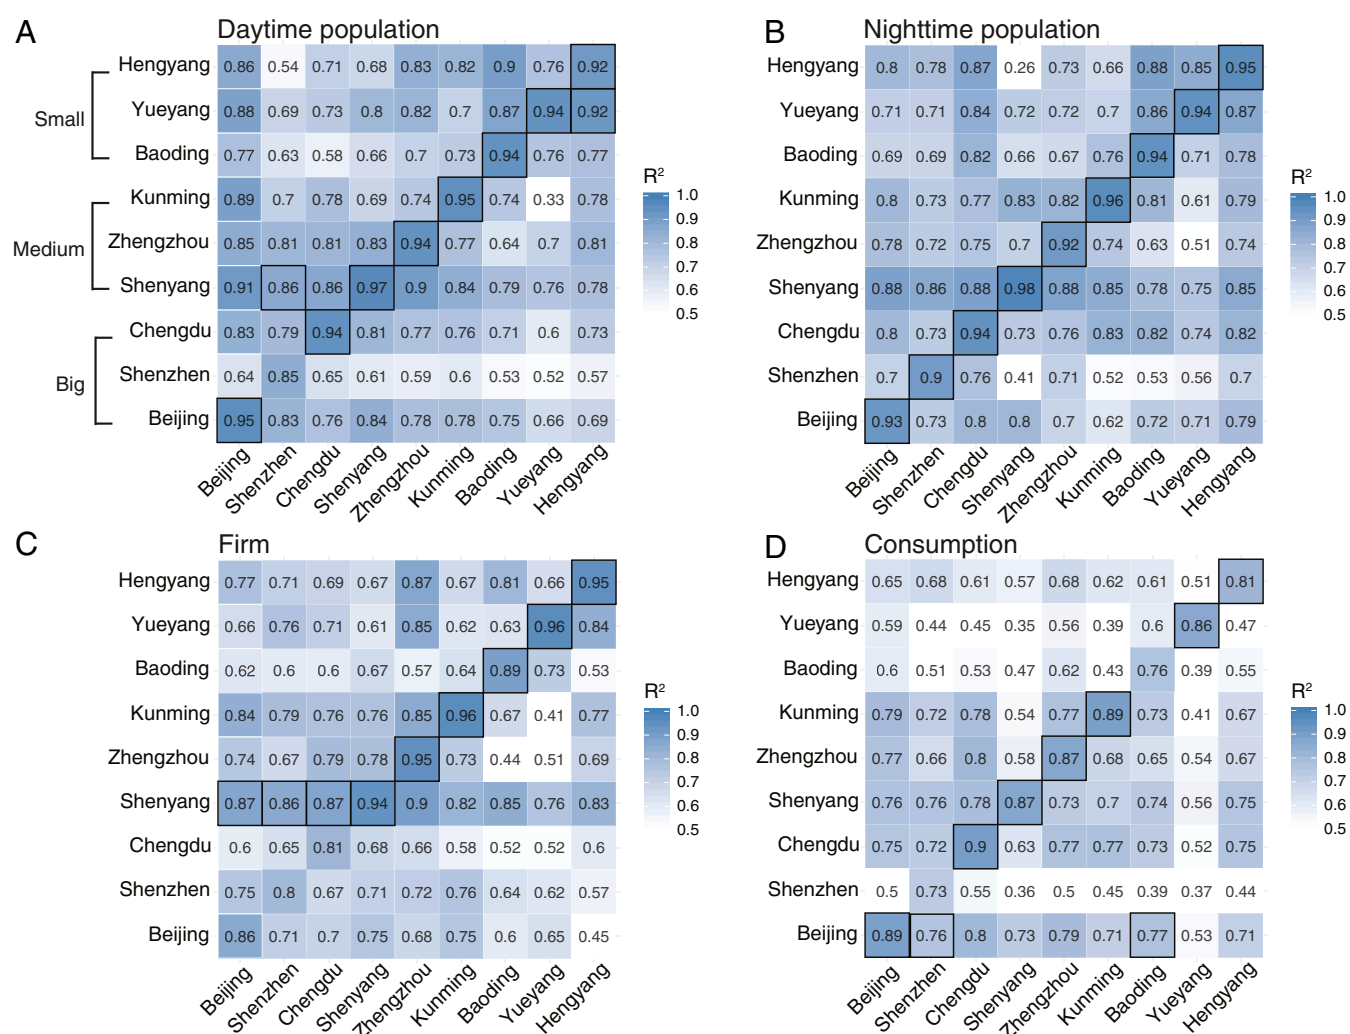 A Daytime population
Small
Medium
Big
Hengyang 0.86 0.54 0.71 0.68 0.83 0.82 0.9 0.76 0.92
Yueyang 0.88 0.69 0.73 0.8 0.82 0.7 0.87 0.94 0.92
Baoding 0.77 0.63 0.58 0.66 0.7 0.73 0.94 0.76 0.77
Kunming 0.89 0.7 0.78 0.69 0.74 0.95 0.74 0.33 0.78
Zhengzhou 0.85 0.81 0.81 0.83 0.94 0.77 0.64 0.7 0.81
Shenyang 0.91 0.86 0.86 0.97 0.9 0.84 0.79 0.76 0.78
Chengdu 0.83 0.79 0.94 0.81 0.77 0.76 0.71 0.6 0.73
Shenzhen 0.64 0.85 0.65 0.61 0.59 0.6 0.53 0.52 0.57
Beijing 0.95 0.83 0.76 0.84 0.78 0.78 0.75 0.66 0.69
Beijing Shenzhen Chengdu Shenyang Zhengzhou Kunming Baoding Yueyang Hengyang
R²
1.0
0.9
0.8
0.7
0.6
0.5
B Nighttime population
Hengyang 0.8 0.78 0.87 0.26 0.73 0.66 0.88 0.85 0.95
Yueyang 0.71 0.71 0.84 0.72 0.72 0.7 0.86 0.94 0.87
Baoding 0.69 0.69 0.82 0.66 0.67 0.76 0.94 0.71 0.78
Kunming 0.8 0.73 0.77 0.83 0.82 0.96 0.81 0.61 0.79
Zhengzhou 0.78 0.72 0.75 0.7 0.92 0.74 0.63 0.51 0.74
Shenyang 0.88 0.86 0.88 0.98 0.88 0.85 0.78 0.75 0.85
Chengdu 0.8 0.73 0.94 0.73 0.76 0.83 0.82 0.74 0.82
Shenzhen 0.7 0.9 0.76 0.41 0.71 0.52 0.53 0.56 0.7
Beijing 0.93 0.73 0.8 0.8 0.7 0.62 0.72 0.71 0.79
Beijing Shenzhen Chengdu Shenyang Zhengzhou Kunming Baoding Yueyang Hengyang
R²
1.0
0.9
0.8
0.7
0.6
0.5
C Firm
Hengyang 0.77 0.71 0.69 0.67 0.87 0.67 0.81 0.66 0.95
Yueyang 0.66 0.76 0.71 0.61 0.85 0.62 0.63 0.96 0.84
Baoding 0.62 0.6 0.6 0.67 0.57 0.64 0.89 0.73 0.53
Kunming 0.84 0.79 0.76 0.76 0.85 0.96 0.67 0.41 0.77
Zhengzhou 0.74 0.67 0.79 0.78 0.95 0.73 0.44 0.51 0.69
Shenyang 0.87 0.86 0.87 0.94 0.9 0.82 0.85 0.76 0.83
Chengdu 0.6 0.65 0.81 0.68 0.66 0.58 0.52 0.52 0.6
Shenzhen 0.75 0.8 0.67 0.71 0.72 0.76 0.64 0.62 0.57
Beijing 0.86 0.71 0.7 0.75 0.68 0.75 0.6 0.65 0.45
Beijing Shenzhen Chengdu Shenyang Zhengzhou Kunming Baoding Yueyang Hengyang
R²
1.0
0.9
0.8
0.7
0.6
0.5
D Consumption
Hengyang 0.65 0.68 0.61 0.57 0.68 0.62 0.61 0.51 0.81
Yueyang 0.59 0.44 0.45 0.35 0.56 0.39 0.6 0.86 0.47
Baoding 0.6 0.51 0.53 0.47 0.62 0.43 0.76 0.39 0.55
Kunming 0.79 0.72 0.78 0.54 0.77 0.89 0.73 0.41 0.67
Zhengzhou 0.77 0.66 0.8 0.58 0.87 0.68 0.65 0.54 0.67
Shenyang 0.76 0.76 0.78 0.87 0.73 0.7 0.74 0.56 0.75
Chengdu 0.75 0.72 0.9 0.63 0.77 0.77 0.73 0.52 0.75
Shenzhen 0.5 0.73 0.55 0.36 0.5 0.45 0.39 0.37 0.44
Beijing 0.89 0.76 0.8 0.73 0.79 0.71 0.77 0.53 0.71
Beijing Shenzhen Chengdu Shenyang Zhengzhou Kunming Baoding Yueyang Hengyang
R²
1.0
0.9
0.8
0.7
0.6
0.5